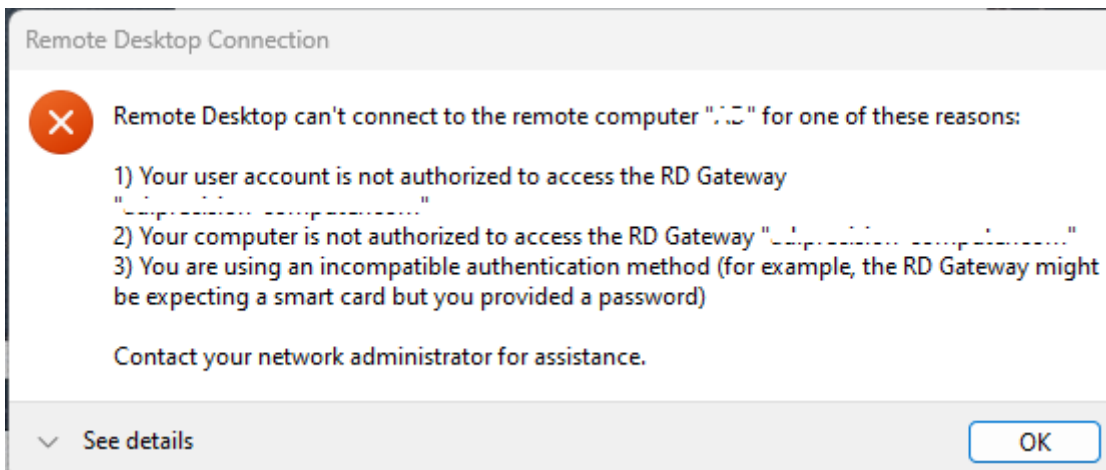 Remote Desktop Connection
Remote Desktop can't connect to the remote computer "" for one of these reasons:
1) Your user account is not authorized to access the RD Gateway
""
2) Your computer is not authorized to access the RD Gateway ""
3) You are using an incompatible authentication method (for example, the RD Gateway might
be expecting a smart card but you provided a password)
Contact your network administrator for assistance.
See details
OK